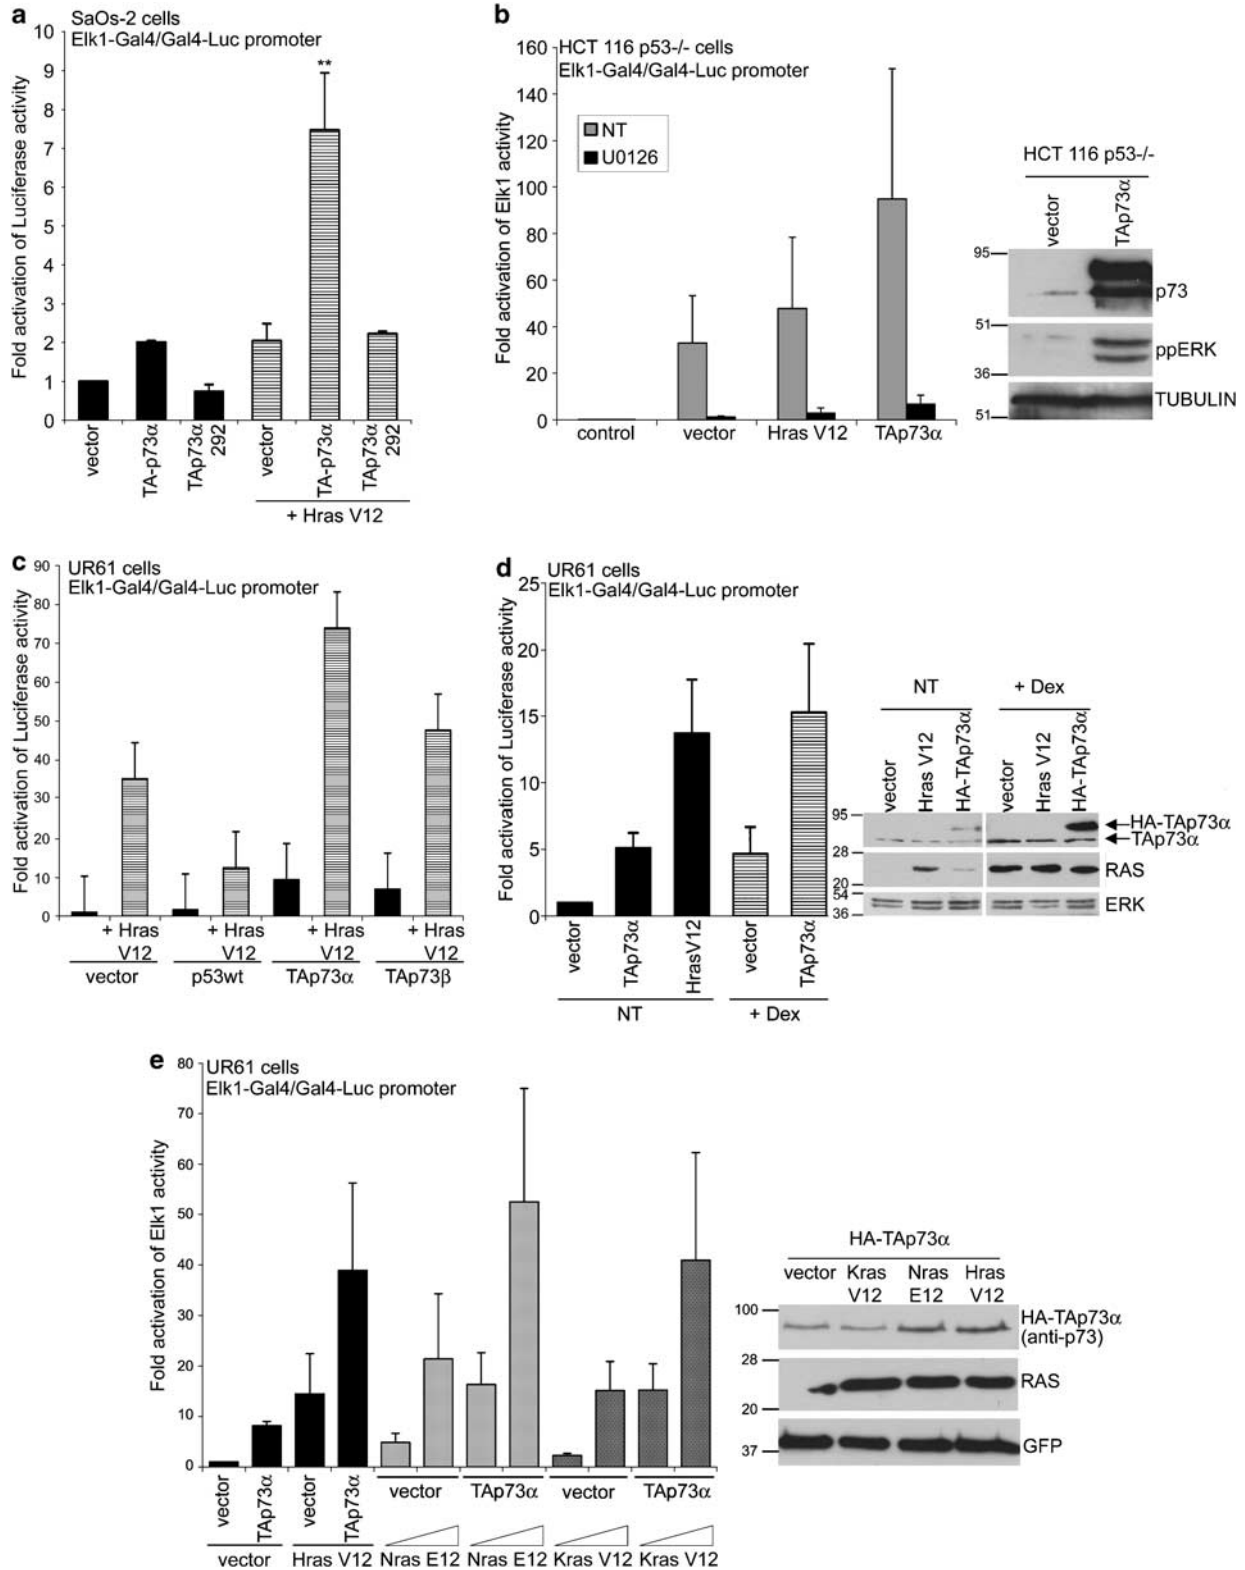 a
SaOs-2 cells
Elk1-Gal4/Gal4-Luc promoter
Fold activation of Luciferase activity
10
9
8
7
6
5
4
3
2
1
0
**
vector
TA-p73α
TAp73α 292
vector
TA-p73α
TAp73α 292
+ Hras V12
b
HCT 116 p53-/- cells
Elk1-Gal4/Gal4-Luc promoter
Fold activation of Elk1 activity
160
140
120
100
80
60
40
20
0
NT
U0126
control
vector
Hras V12
TAp73α
HCT 116 p53-/-
vector
TAp73α
95
p73
51
ppERK
36
TUBULIN
51
c
UR61 cells
Elk1-Gal4/Gal4-Luc promoter
Fold activation of Luciferase activity
90
80
70
60
50
40
30
20
10
0
+ Hras V12
+ Hras V12
+ Hras V12
+ Hras V12
vector
p53wt
TAp73α
TAp73β
d
UR61 cells
Elk1-Gal4/Gal4-Luc promoter
Fold activation of Luciferase activity
25
20
15
10
5
0
vector
TAp73α
HrasV12
vector
TAp73α
NT
+ Dex
NT
+ Dex
vector
Hras V12
HA-TAp73α
vector
Hras V12
HA-TAp73α
95
HA-TAp73α
TAp73α
28
RAS
20
54
ERK
36
e
UR61 cells
Elk1-Gal4/Gal4-Luc promoter
Fold activation of Elk1 activity
80
70
60
50
40
30
20
10
0
vector
TAp73α
vector
TAp73α
vector
TAp73α
vector
TAp73α
vector
Hras V12
Nras E12
Nras E12
Kras V12
Kras V12
HA-TAp73α
vector
Kras V12
Nras E12
Hras V12
100
HA-TAp73α
(anti-p73)
28
RAS
20
37
GFP